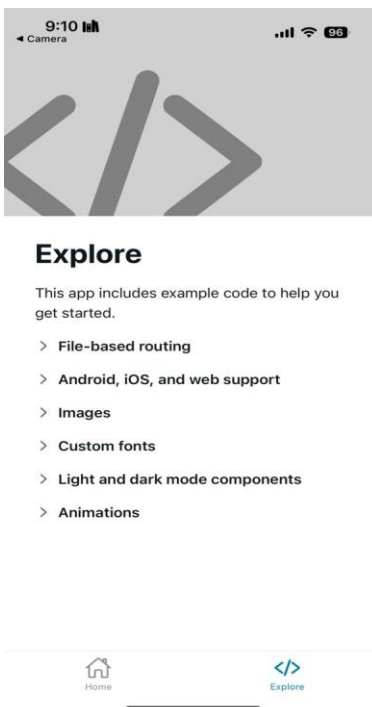 9:10
◀ Camera
96
Explore
This app includes example code to help you
get started.
File-based routing
Android, iOS, and web support
Images
Custom fonts
Light and dark mode components
Animations
Home
</>
Explore